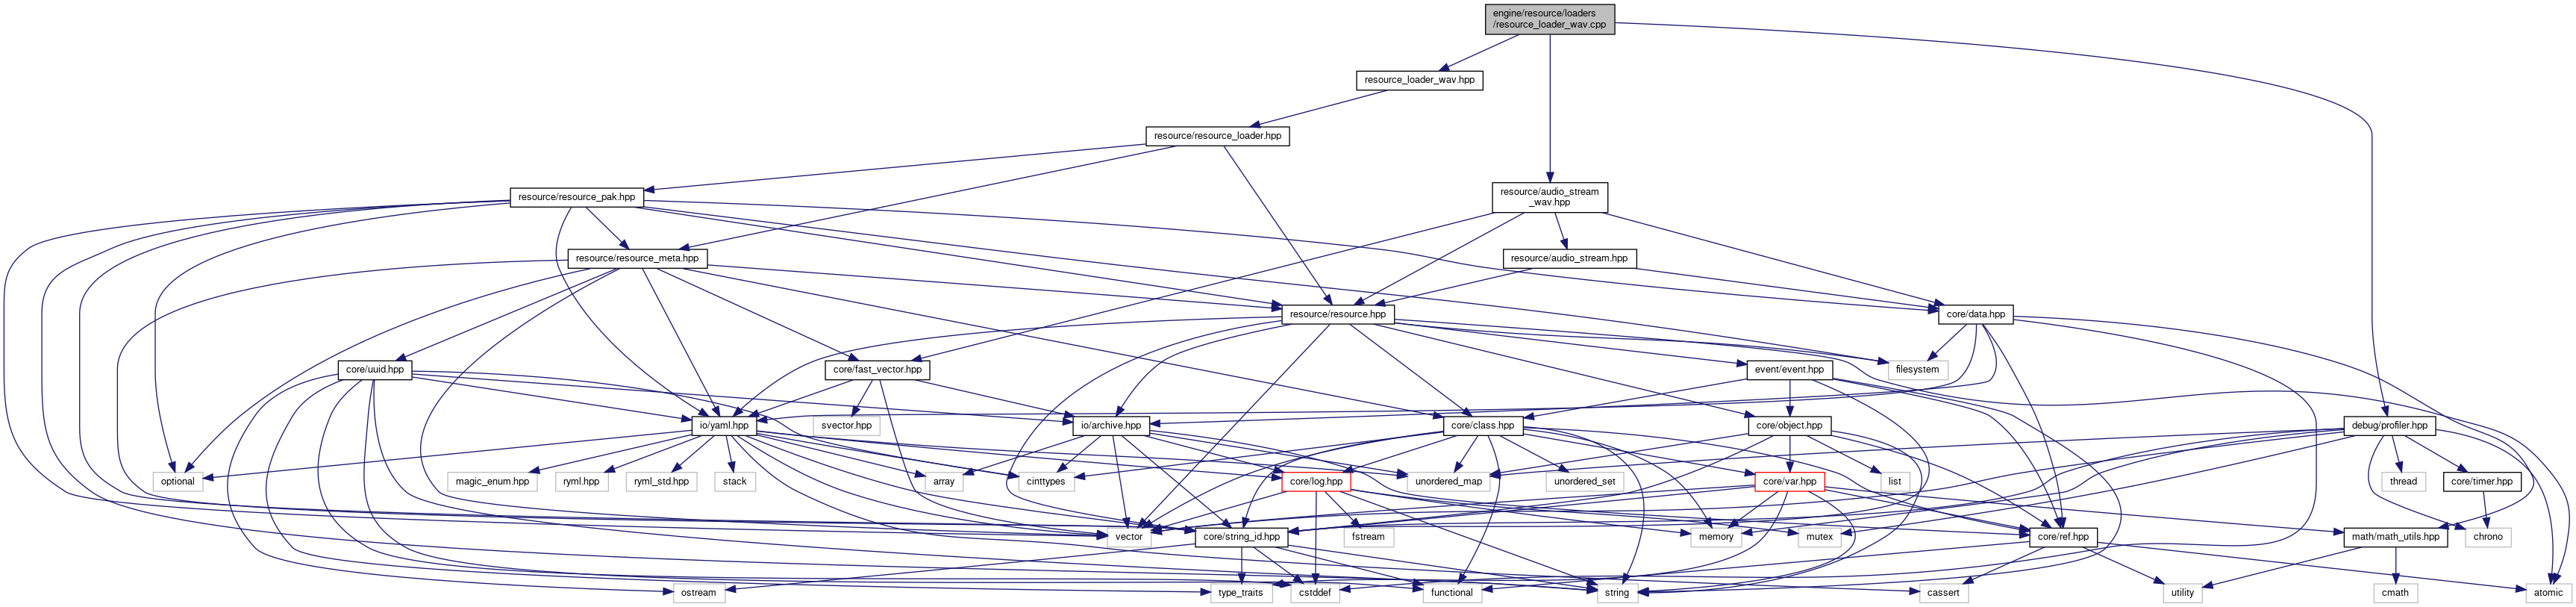 engine/resource/loaders
/resource_loader_wav.cpp
resource_loader_wav.hpp
resource/resource_loader.hpp
resource/resource_pak.hpp
resource/audio_stream
_wav.hpp
resource/resource_meta.hpp
resource/audio_stream.hpp
resource/resource.hpp
core/data.hpp
core/uuid.hpp
core/fast_vector.hpp
event/event.hpp
filesystem
io/yaml.hpp
svector.hpp
io/archive.hpp
core/class.hpp
core/object.hpp
debug/profiler.hpp
optional
magic_enum.hpp
ryml.hpp
ryml_std.hpp
stack
array
cinttypes
core/log.hpp
unordered_map
unordered_set
core/var.hpp
list
thread
core/timer.hpp
vector
core/string_id.hpp
fstream
memory
mutex
core/ref.hpp
math/math_utils.hpp
chrono
ostream
type_traits
cstddef
functional
string
cassert
utility
cmath
atomic